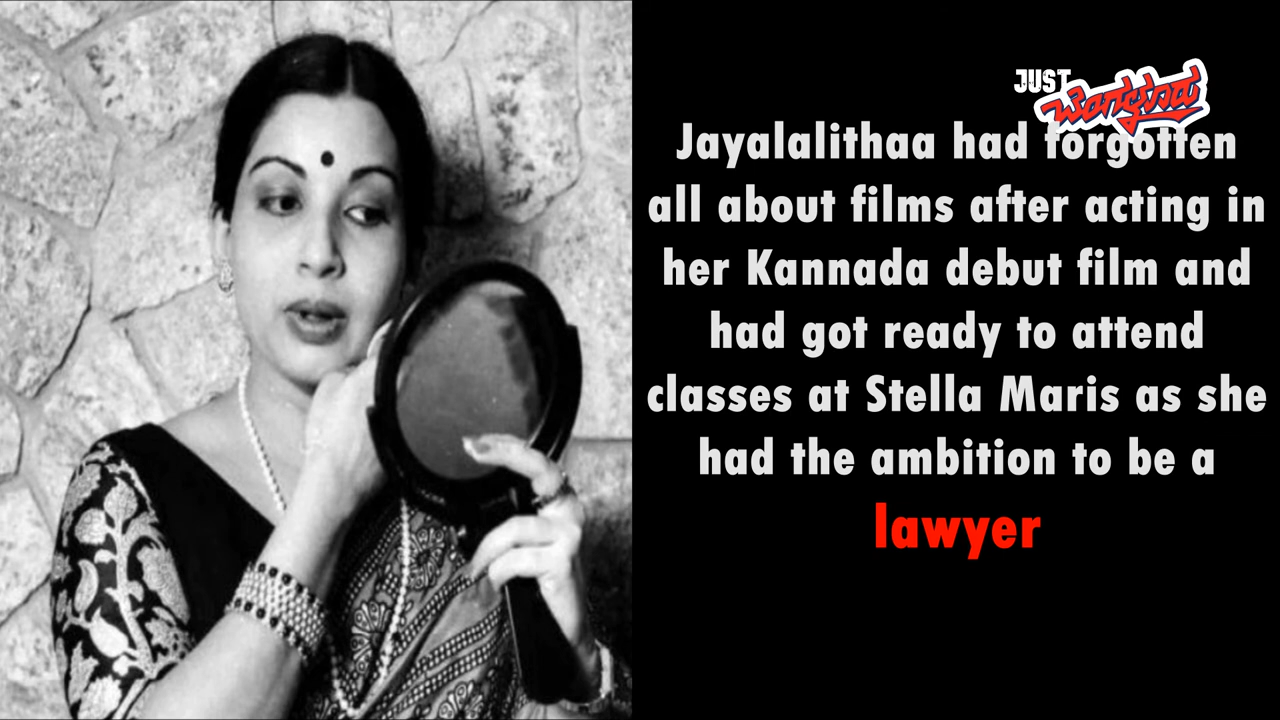 JUST
Jayalalithaa had forgotten
all about films after acting in
her Kannada debut film and
had got ready to attend
classes at Stella Maris as she
had the ambition to be a
lawyer